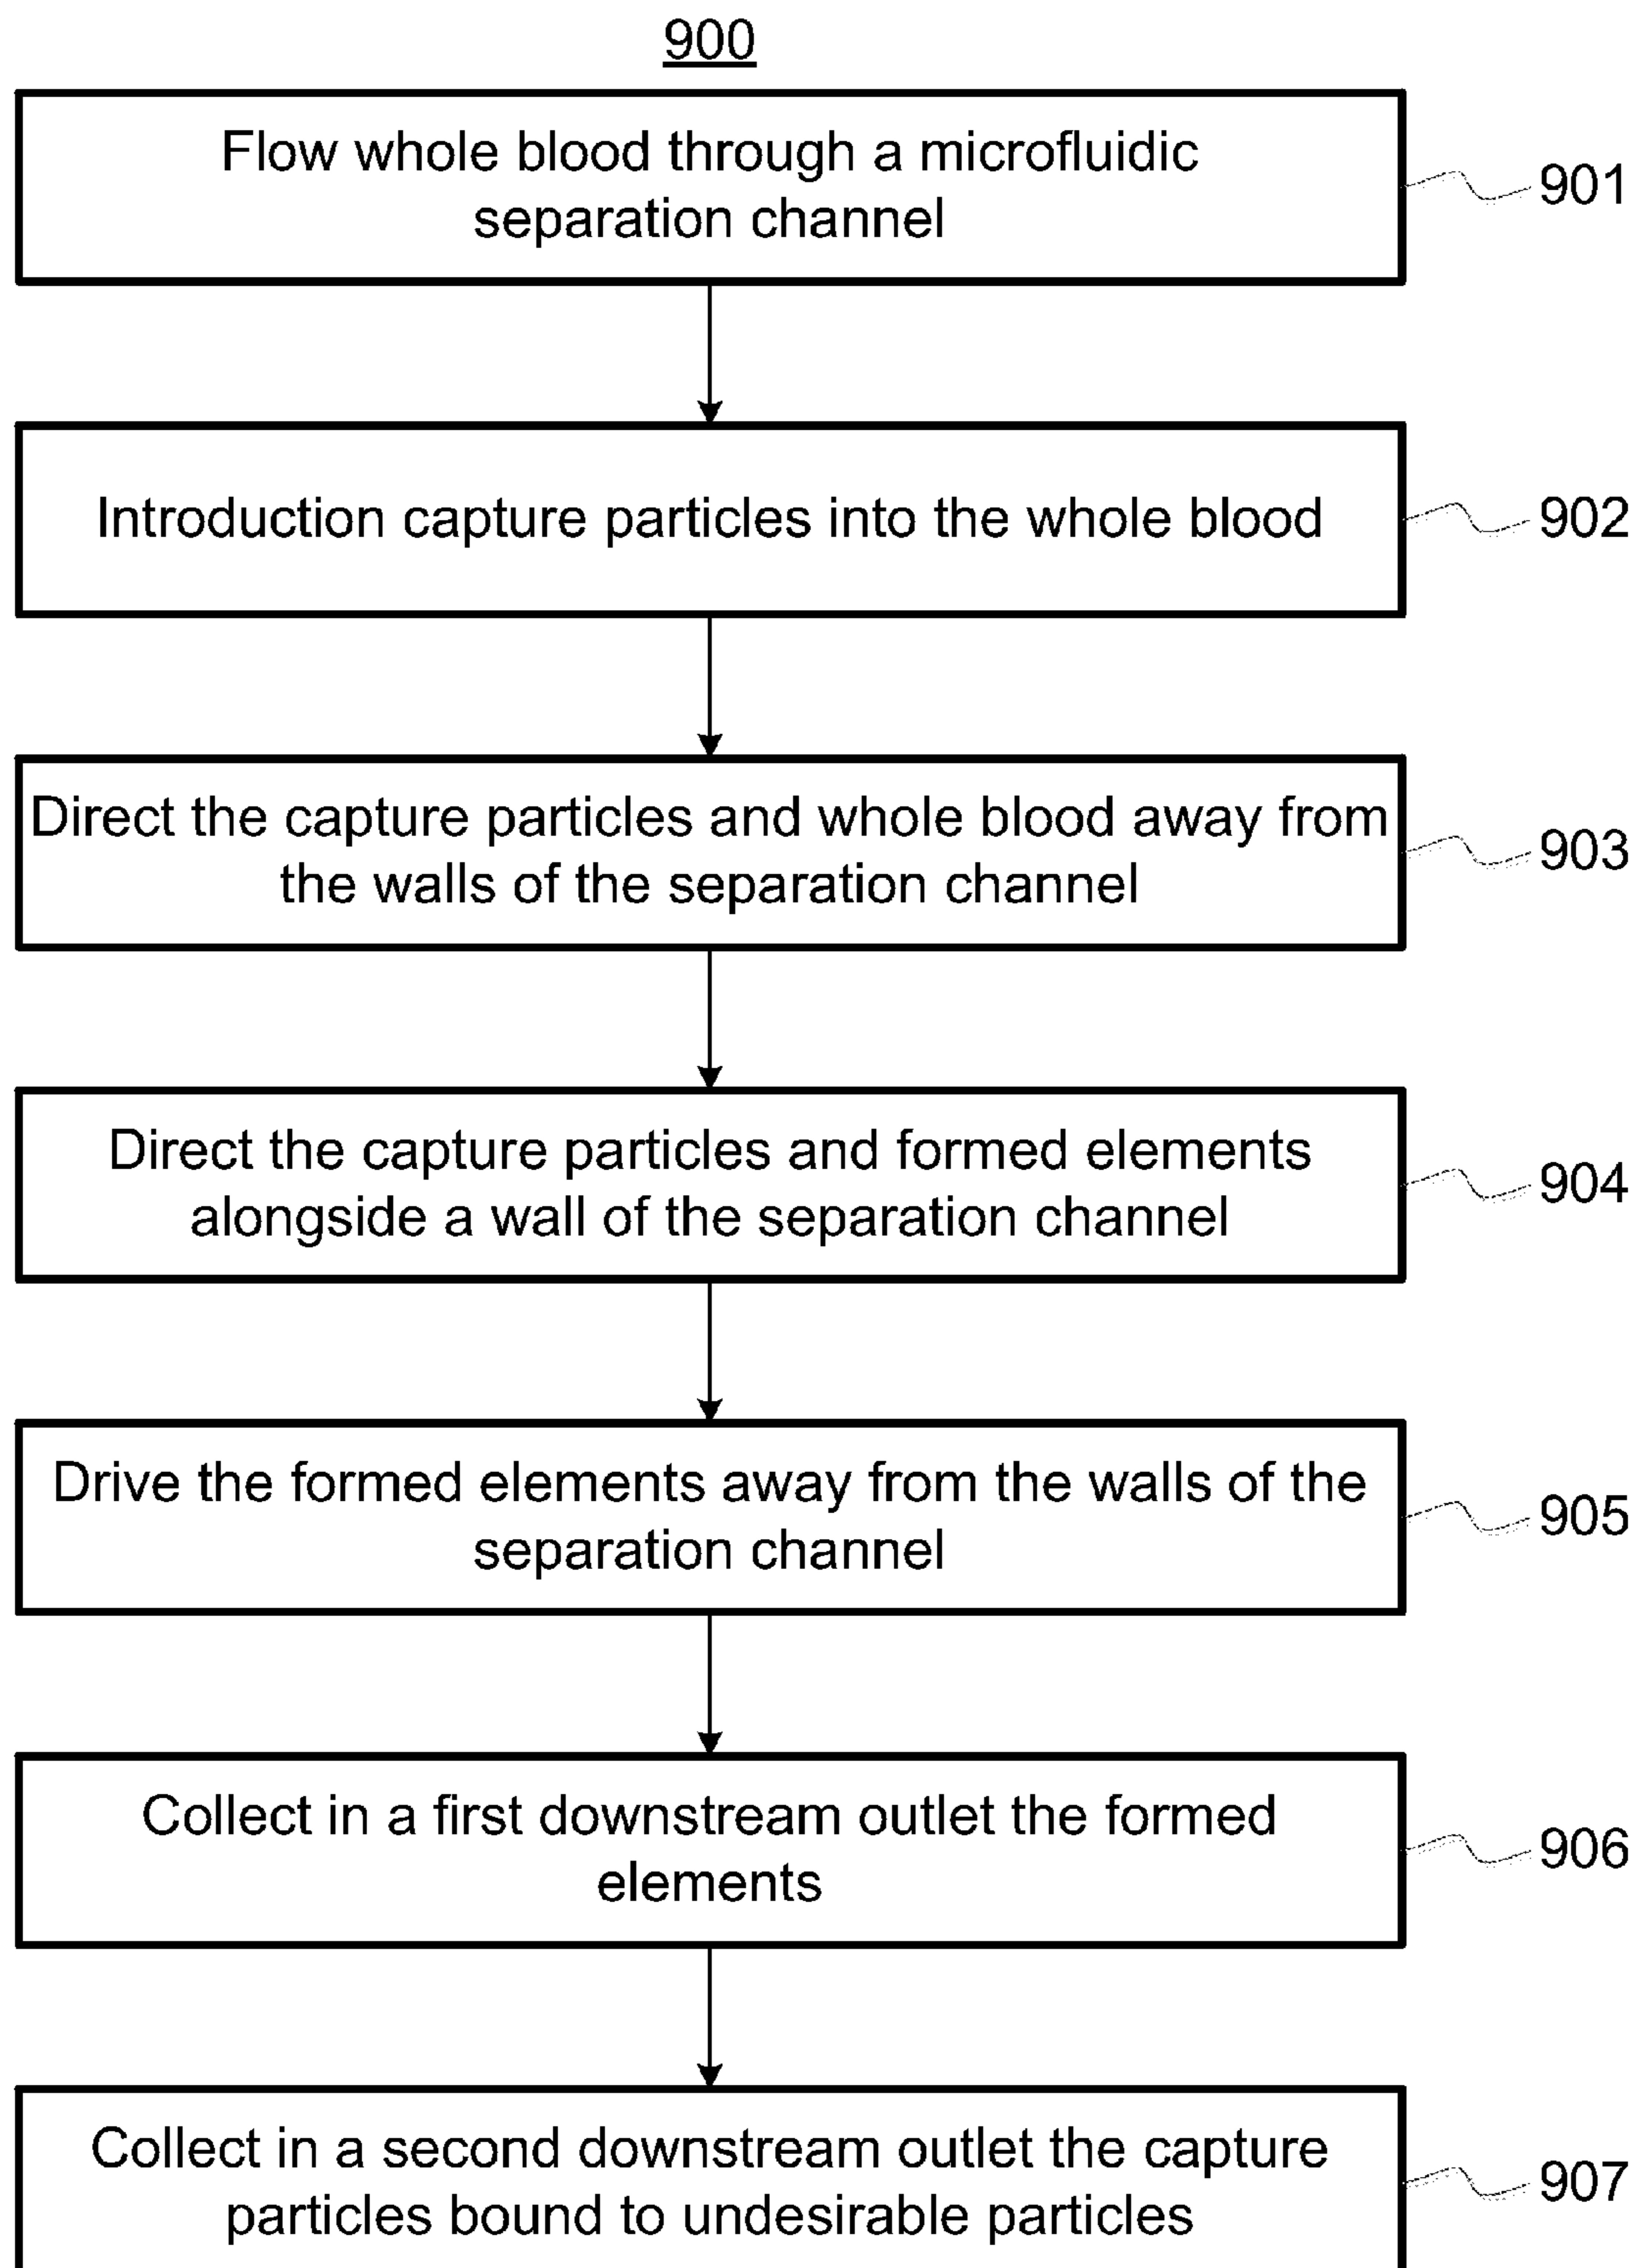 900
Flow whole blood through a microfluidic
separation channel
901
Introduction capture particles into the whole blood
902
Direct the capture particles and whole blood away from
the walls of the separation channel
903
Direct the capture particles and formed elements
alongside a wall of the separation channel
904
Drive the formed elements away from the walls of the
separation channel
905
Collect in a first downstream outlet the formed
elements
906
Collect in a second downstream outlet the capture
particles bound to undesirable particles
907